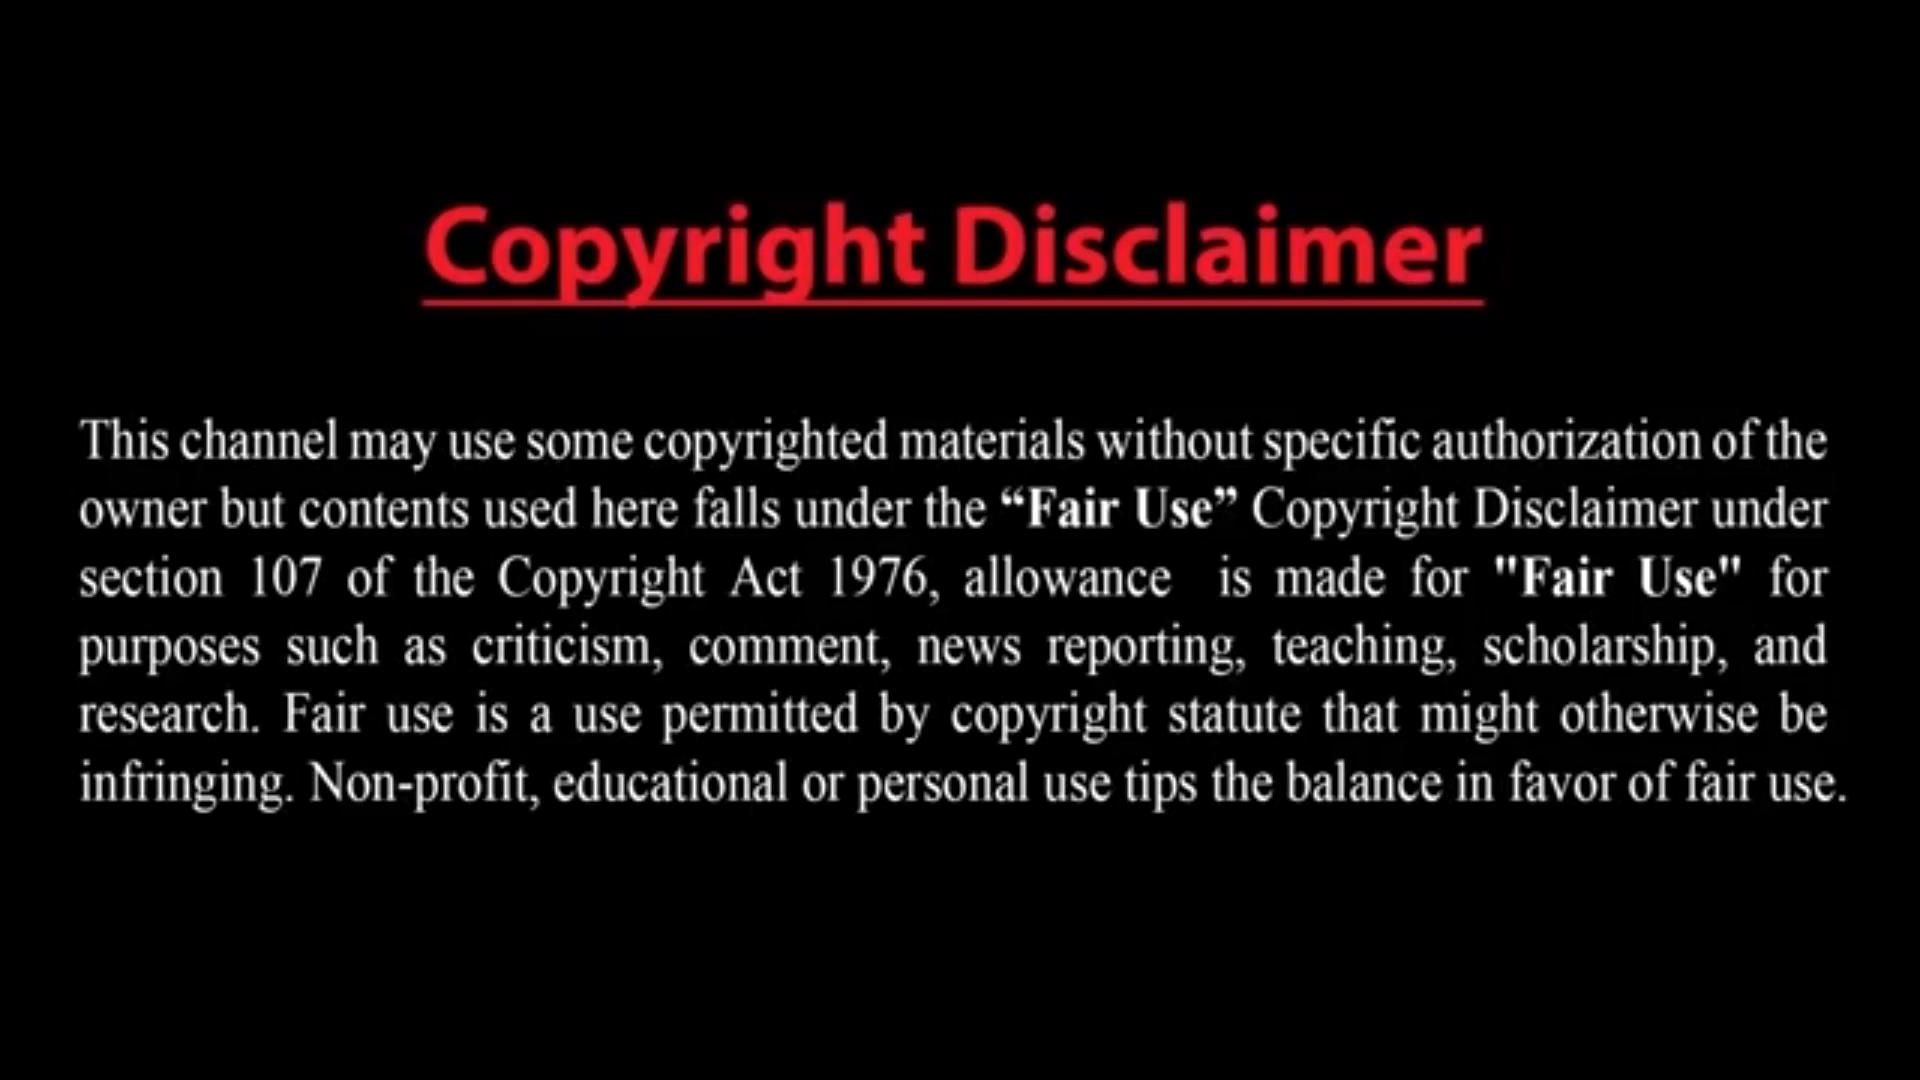 Copyright Disclaimer
This channel may use some copyrighted materials without specific authorization of the
owner but contents used here falls under the “Fair Use” Copyright Disclaimer under
section 107 of the Copyright Act 1976, allowance  is made for "Fair Use" for
purposes such as criticism, comment, news reporting, teaching, scholarship, and
research. Fair use is a use permitted by copyright statute that might otherwise be
infringing. Non-profit, educational or personal use tips the balance in favor of fair use.